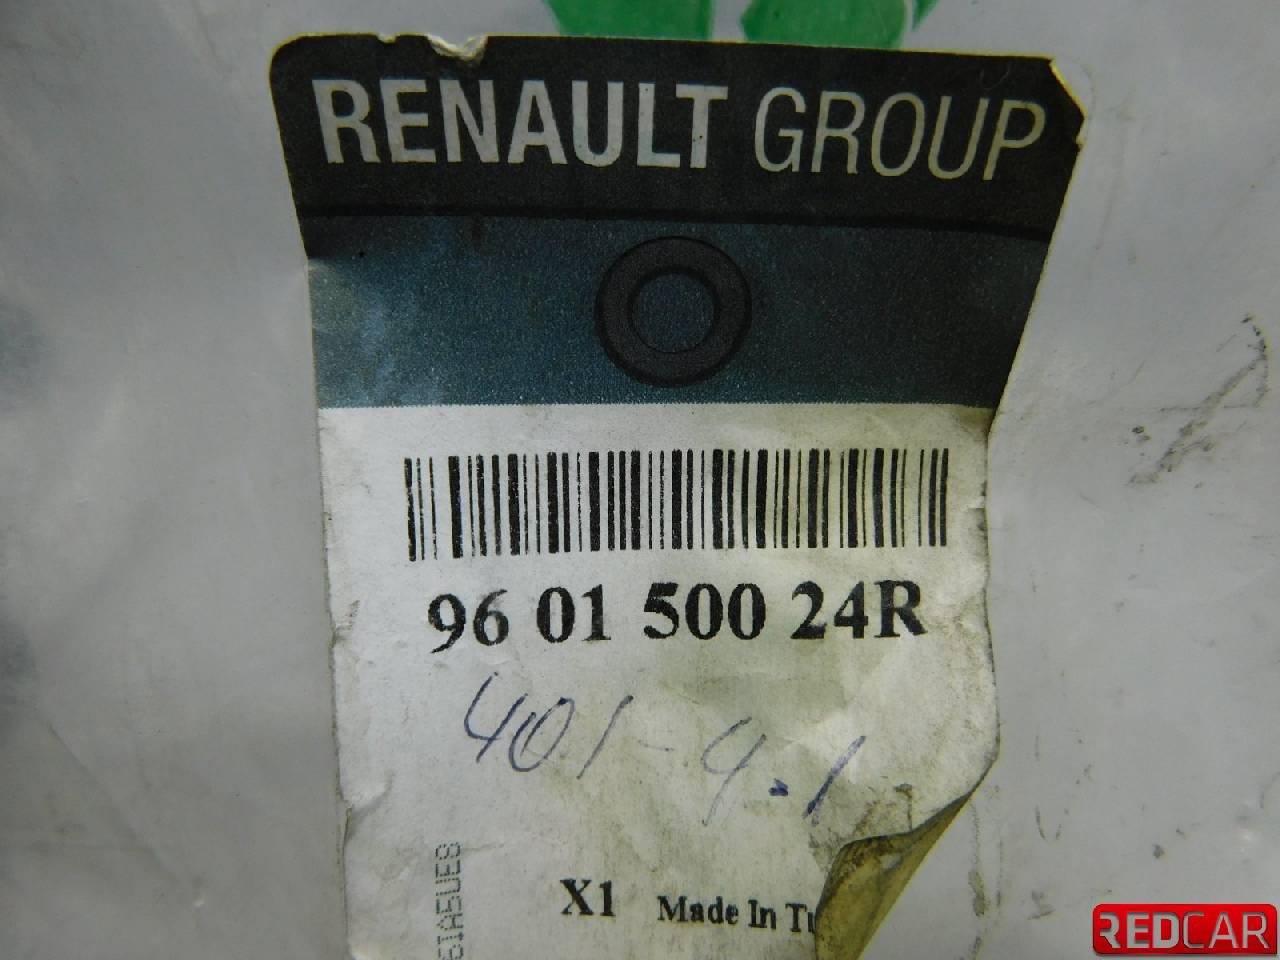 RENAULT GROUP
96 01 500 24R
401-4.1
X1 Made In Tu
REDCAR